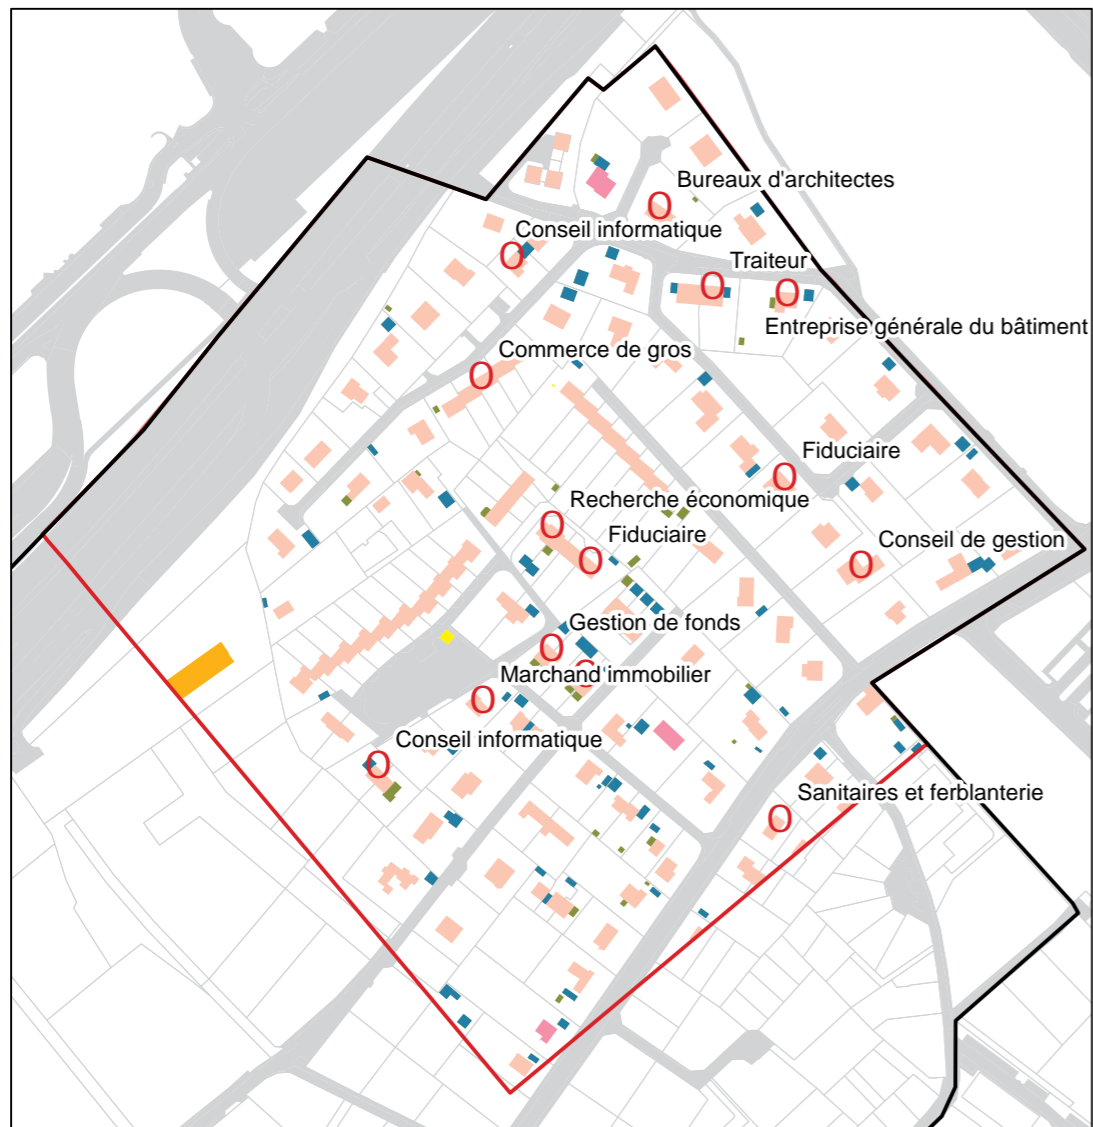 Bureaux d'architectes
Conseil informatique
Traiteur
Entreprise générale du bâtiment
Commerce de gros
Fiduciaire
Recherche économique
Fiduciaire
Conseil de gestion
Gestion de fonds
Marchand immobilier
Conseil informatique
Sanitaires et ferblanterie